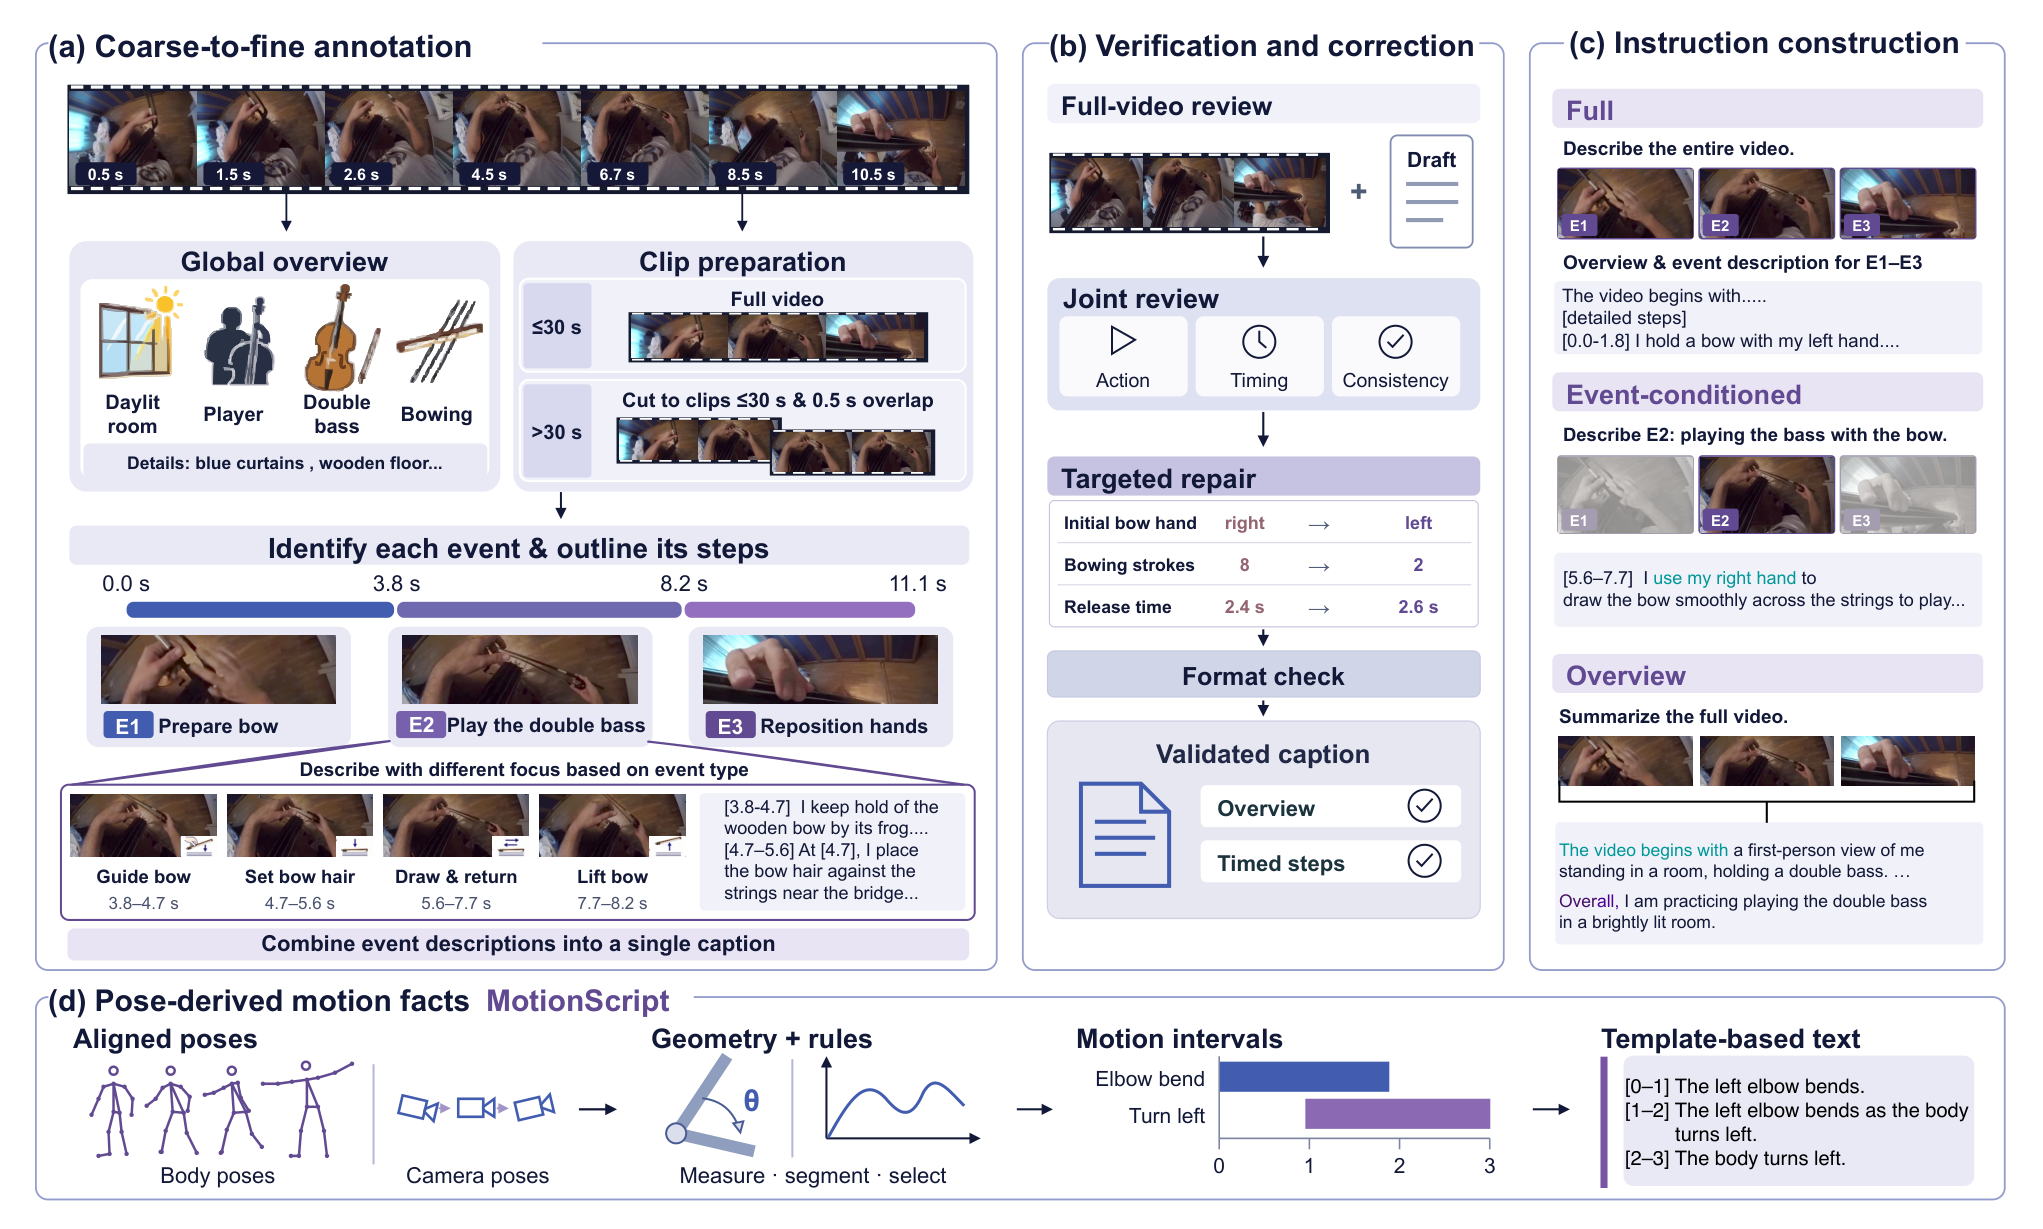 (a) Coarse-to-fine annotation
0.5 s
1.5 s
2.6 s
4.5 s
6.7 s
8.5 s
10.5 s
Global overview
Daylit
room
Player
Double
bass
Bowing
Details: blue curtains , wooden floor...
Clip preparation
≤30 s
Full video
>30 s
Cut to clips ≤30 s & 0.5 s overlap
Identify each event & outline its steps
0.0 s
3.8 s
8.2 s
11.1 s
E1 Prepare bow
E2 Play the double bass
E3 Reposition hands
Describe with different focus based on event type
Guide bow
3.8–4.7 s
Set bow hair
4.7–5.6 s
Draw & return
5.6–7.7 s
Lift bow
7.7–8.2 s
[3.8-4.7] I keep hold of the
wooden bow by its frog....
[4.7–5.6] At [4.7], I place
the bow hair against the
strings near the bridge...
Combine event descriptions into a single caption
(b) Verification and correction
Full-video review
+
Draft
Joint review
Action
Timing
Consistency
Targeted repair
Initial bow hand right → left
Bowing strokes 8 → 2
Release time 2.4 s → 2.6 s
Format check
Validated caption
Overview
Timed steps
(c) Instruction construction
Full
Describe the entire video.
E1
E2
E3
Overview & event description for E1–E3
The video begins with.....
[detailed steps]
[0.0-1.8] I hold a bow with my left hand....
Event-conditioned
Describe E2: playing the bass with the bow.
E1
E2
E3
[5.6–7.7] I use my right hand to
draw the bow smoothly across the strings to play...
Overview
Summarize the full video.
The video begins with a first-person view of me
standing in a room, holding a double bass. …
Overall, I am practicing playing the double bass
in a brightly lit room.
(d) Pose-derived motion facts MotionScript
Aligned poses
Body poses
Camera poses
Geometry + rules
θ
Measure · segment · select
Motion intervals
Elbow bend
Turn left
0
1
2
3
Template-based text
[0–1] The left elbow bends.
[1–2] The left elbow bends as the body
turns left.
[2–3] The body turns left.